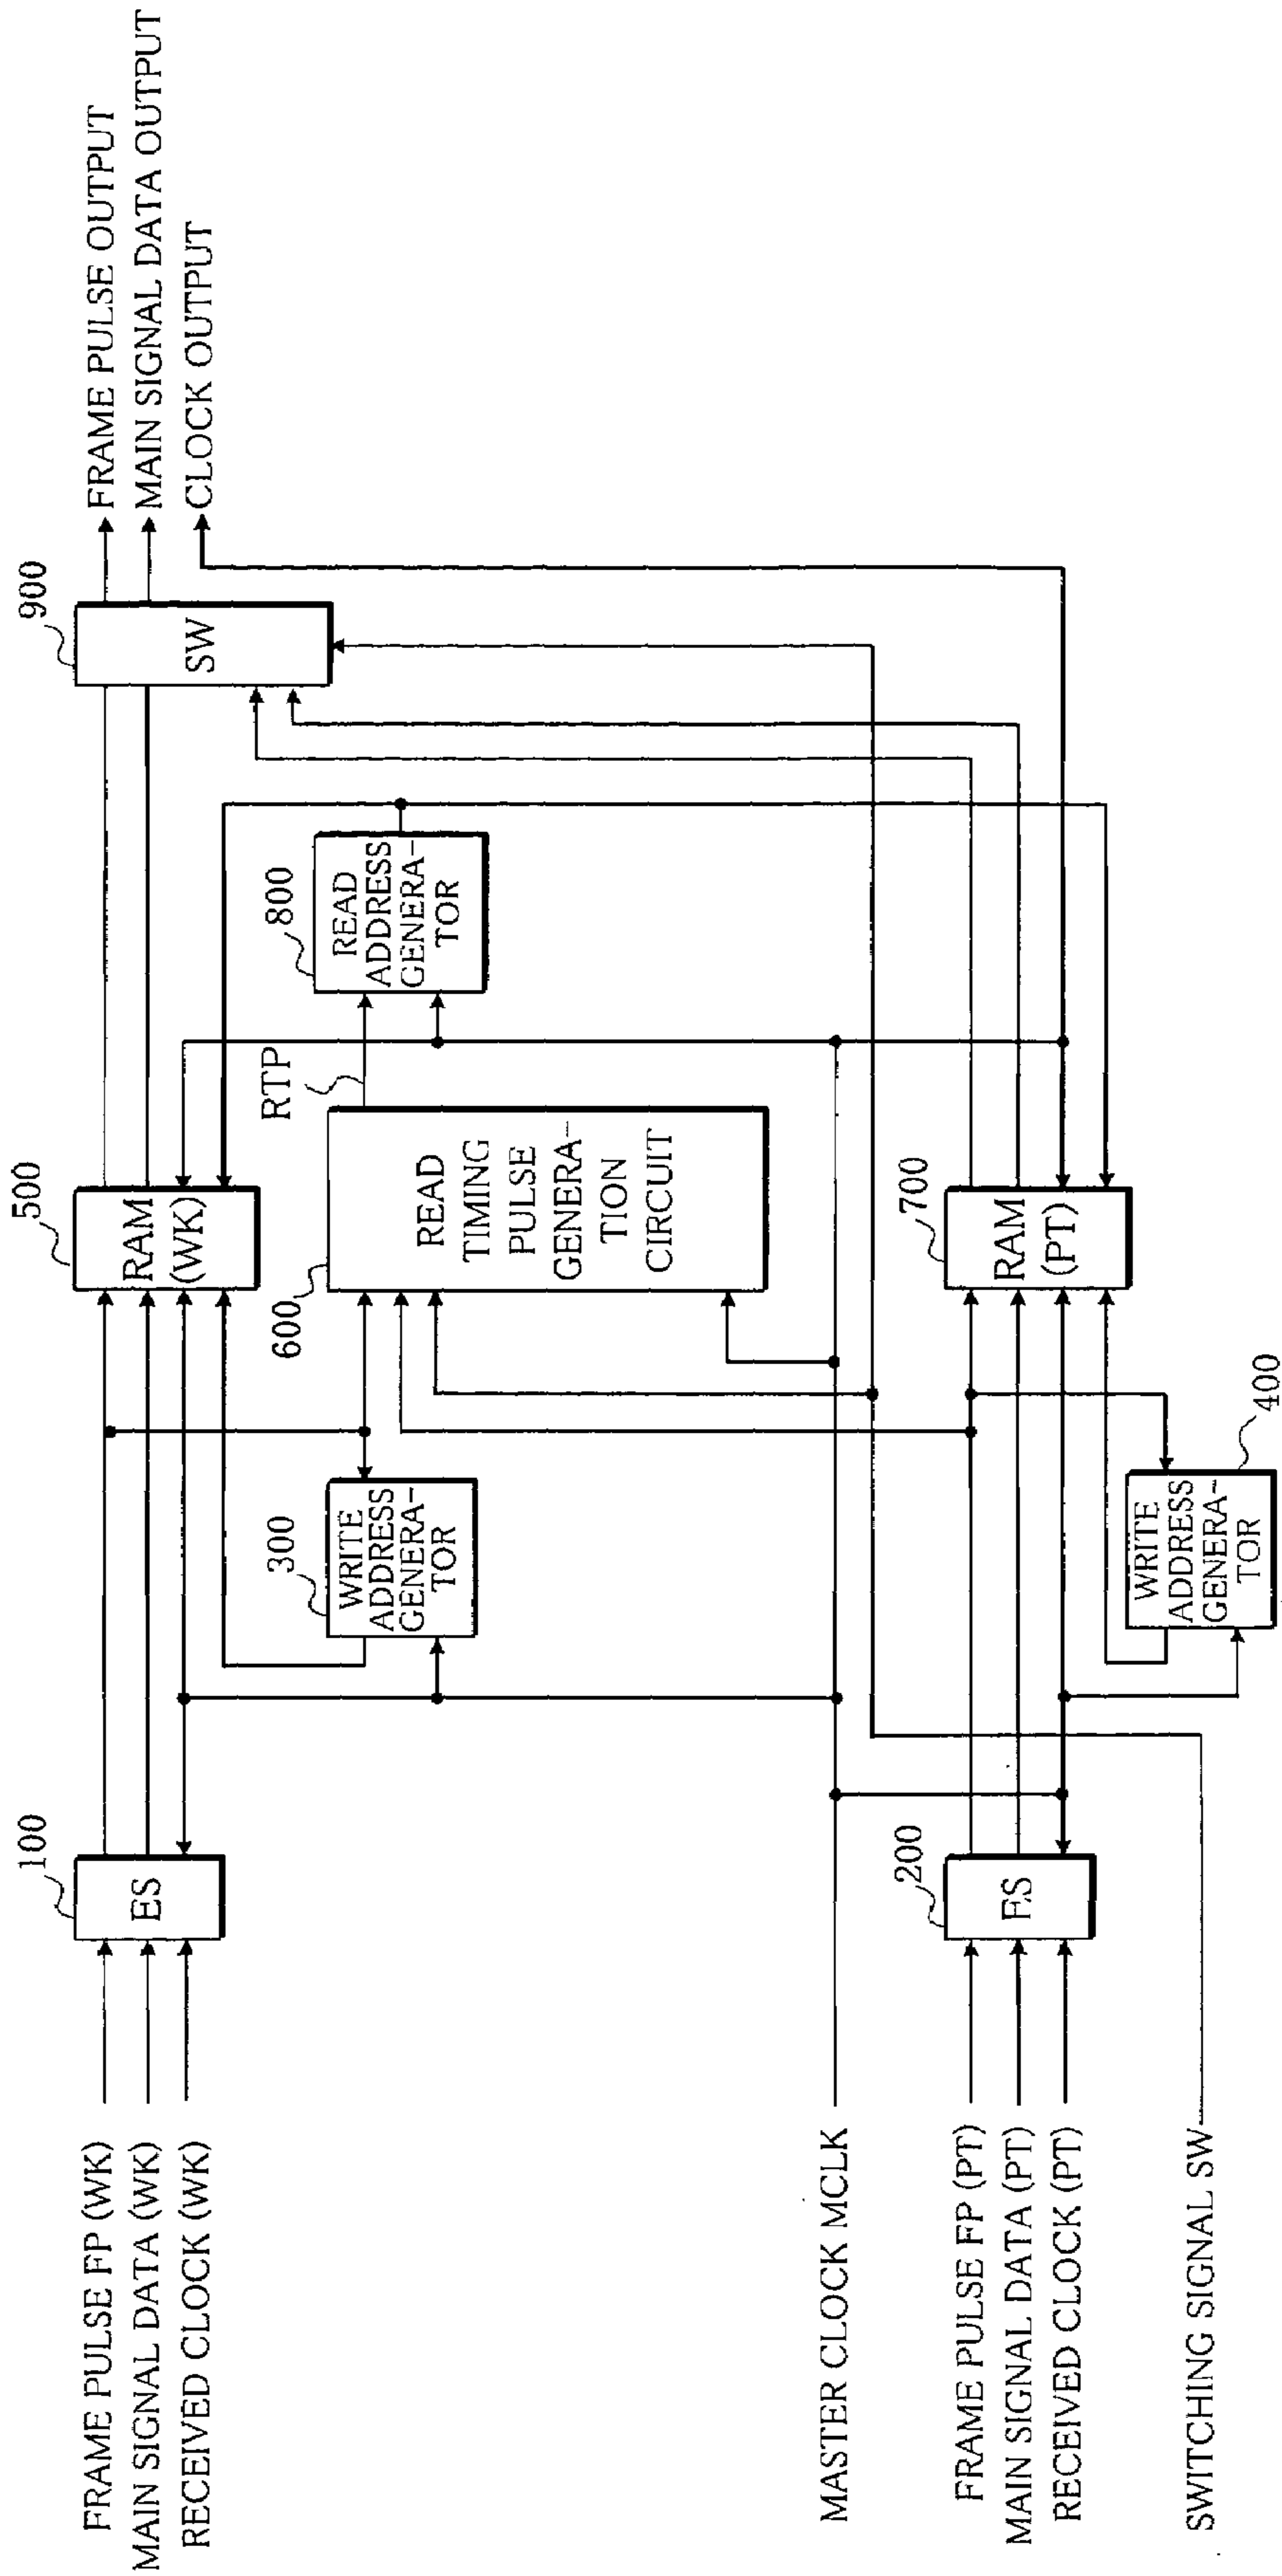 FRAME PULSE FP (WK)
MAIN SIGNAL DATA (WK)
RECEIVED CLOCK (WK)
MASTER CLOCK MCLK
FRAME PULSE FP (PT)
MAIN SIGNAL DATA (PT)
RECEIVED CLOCK (PT)
SWITCHING SIGNAL SW
100
ES
200
ES
300
WRITE
ADDRESS
GENERA-
TOR
400
WRITE
ADDRESS
GENERA-
TOR
500
RAM
(WK)
600
READ
TIMING
PULSE
GENERA-
TION
CIRCUIT
700
RAM
(PT)
RTP
800
READ
ADDRESS
GENERA-
TOR
900
SW
FRAME PULSE OUTPUT
MAIN SIGNAL DATA OUTPUT
CLOCK OUTPUT